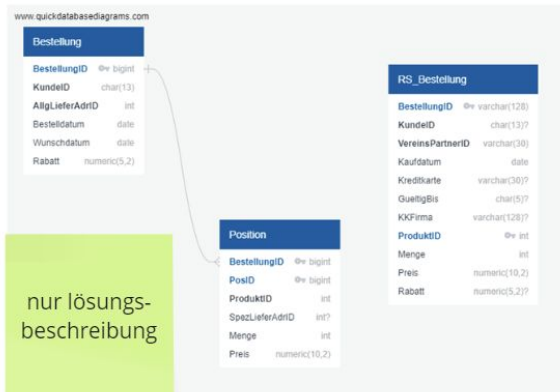 www.quickdatabasediagrams.com
Bestellung
BestellungID bigint
KundeID char(13)
AllgLieferAdrID int
Bestelldatum date
Wunschdatum date
Rabatt numeric(5,2)
RS_Bestellung
BestellungID varchar(128)
KundeID char(13)?
VereinsPartnerID varchar(30)
Kaufdatum date
Kreditkarte varchar(30)?
GueltigBis char(5)?
KKFirma varchar(128)?
ProduktID int
Menge int
Preis numeric(10,2)
Rabatt numeric(5,2)?
Position
BestellungID bigint
PosID bigint
ProduktID int
SpezLieferAdrID int?
Menge int
Preis numeric(10,2)
nur lösungs-
beschreibung